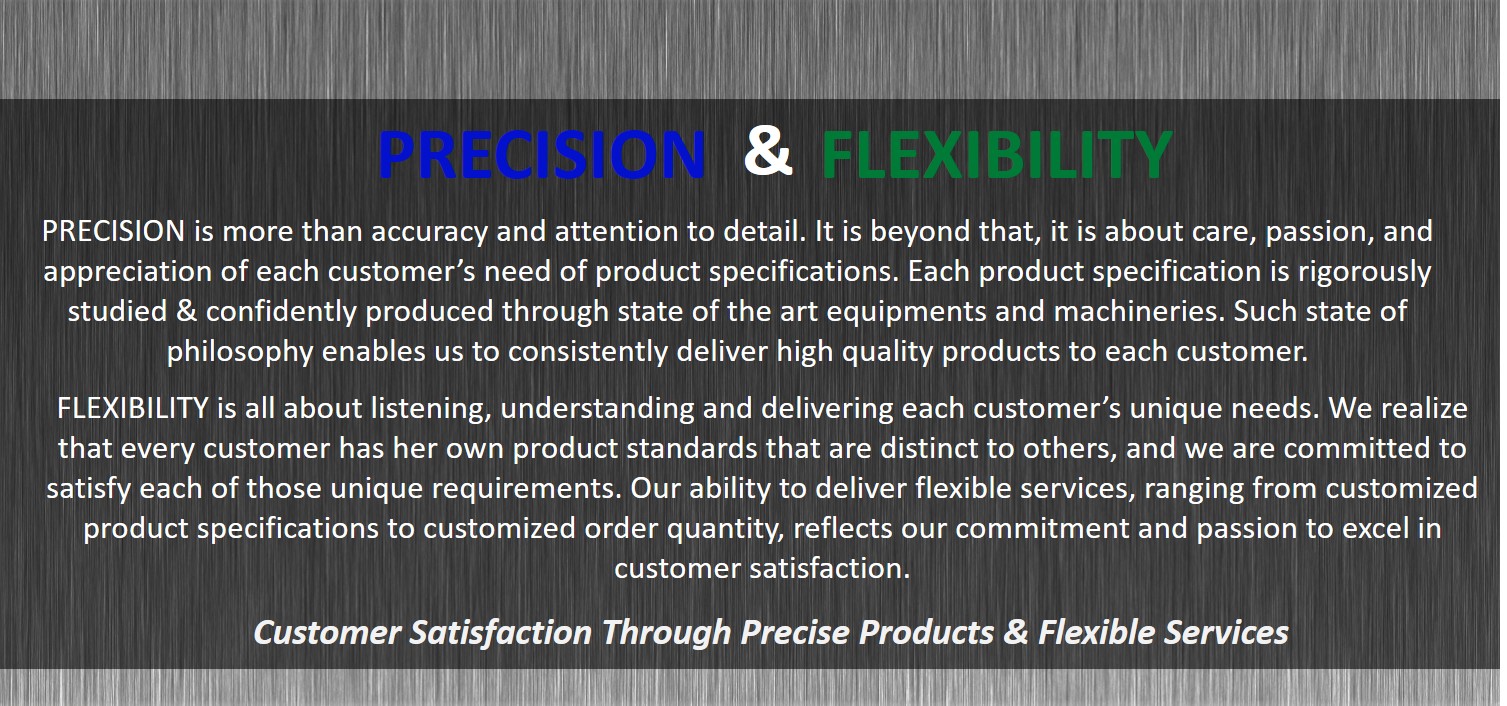 PRECISION & FLEXIBILITY
PRECISION is more than accuracy and attention to detail. It is beyond that, it is about care, passion, and
appreciation of each customer’s need of product specifications. Each product specification is rigorously
studied & confidently produced through state of the art equipments and machineries. Such state of
philosophy enables us to consistently deliver high quality products to each customer.
FLEXIBILITY is all about listening, understanding and delivering each customer’s unique needs. We realize
that every customer has her own product standards that are distinct to others, and we are committed to
satisfy each of those unique requirements. Our ability to deliver flexible services, ranging from customized
product specifications to customized order quantity, reflects our commitment and passion to excel in
customer satisfaction.
Customer Satisfaction Through Precise Products & Flexible Services